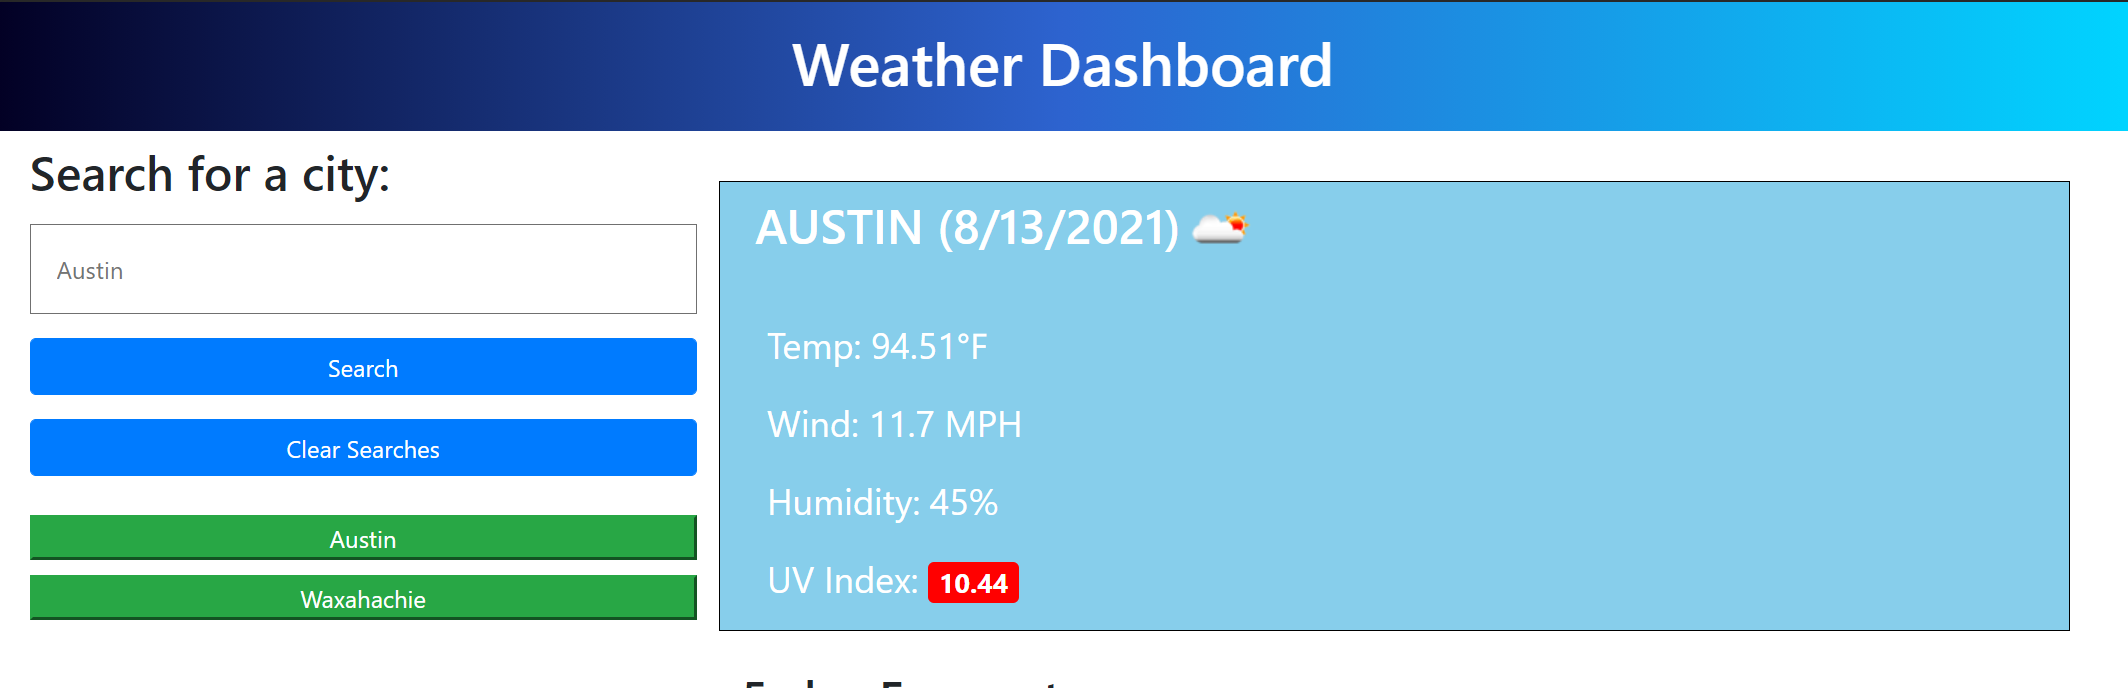 Weather Dashboard
Search for a city:
Austin
Search
Clear Searches
Austin
Waxahachie
AUSTIN (8/13/2021)
Temp: 94.51°F
Wind: 11.7 MPH
Humidity: 45%
UV Index: 10.44